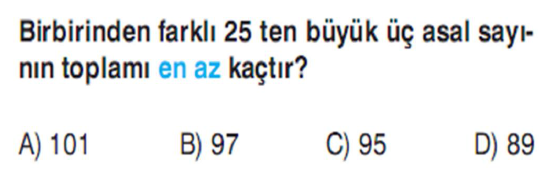 Birbirinden farklı 25 ten büyük üç asal sayı-
nın toplamı en az kaçtır?
A) 101 B) 97 C) 95 D) 89